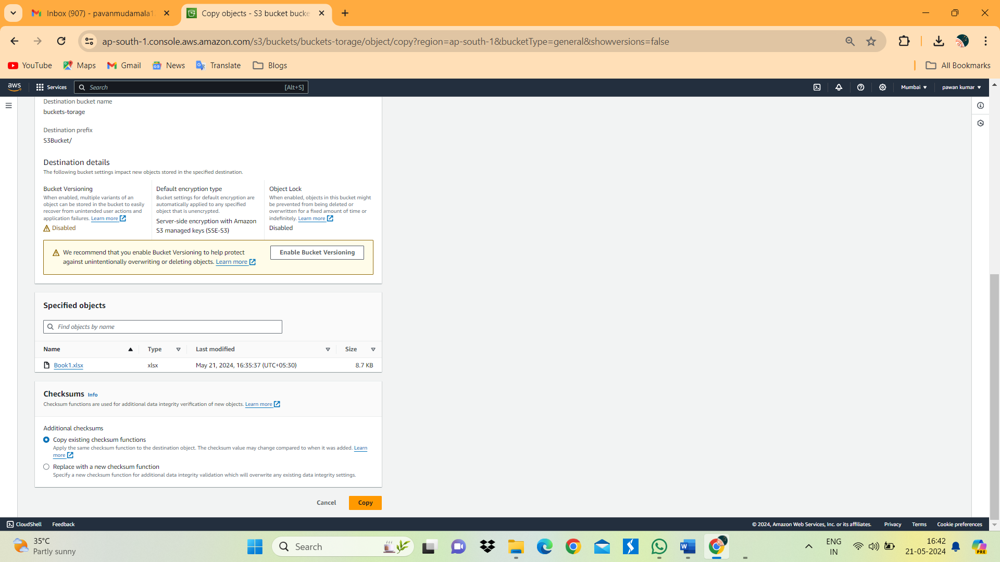 Inbox (907) - pavanmudamala1
Copy objects - S3 bucket bucke
ap-south-1.console.aws.amazon.com/s3/buckets/buckets-torage/object/copy?region=ap-south-1&bucketType=general&showversions=false
YouTube Maps Gmail News Translate Blogs All Bookmarks
aws Services Search [Alt+S] Mumbai pawan kumar
Destination bucket name
buckets-torage
Destination prefix
S3Bucket/
Destination details
The following bucket settings impact new objects stored in the specified destination.
Bucket Versioning
When enabled, multiple variants of an
object can be stored in the bucket to easily
recover from unintended user actions and
application failures. Learn more
Disabled
Default encryption type
Bucket settings for default encryption are
automatically applied to any specified
object that is unencrypted.
Server-side encryption with Amazon
S3 managed keys (SSE-S3)
Object Lock
When enabled, objects in this bucket might
be prevented from being deleted or
overwritten for a fixed amount of time or
indefinitely. Learn more
Disabled
We recommend that you enable Bucket Versioning to help protect
against unintentionally overwriting or deleting objects. Learn more
Enable Bucket Versioning
Specified objects
Find objects by name
Name Type Last modified Size
Book1.xlsx xlsx May 21, 2024, 16:35:37 (UTC+05:30) 8.7 KB
Checksums Info
Checksum functions are used for additional data integrity verification of new objects. Learn more
Additional checksums
Copy existing checksum functions
Apply the same checksum function to the destination object. The checksum value may change compared to when it was added. Learn
more
Replace with a new checksum function
Specify a new checksum function for additional data integrity validation which will overwrite any existing data integrity settings.
Cancel Copy
CloudShell Feedback © 2024, Amazon Web Services, Inc. or its affiliates. Privacy Terms Cookie preferences
35°C
Partly sunny
Search
ENG
IN
16:42
21-05-2024
PRE